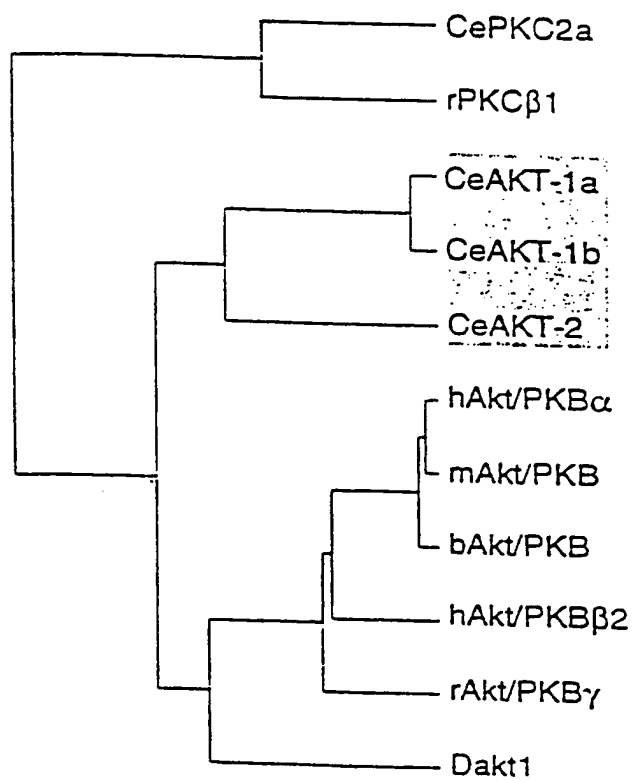 CePKC2a
rPKCβ1
CeAKT-1a
CeAKT-1b
CeAKT-2
hAkt/PKBα
mAkt/PKB
bAkt/PKB
hAkt/PKBβ2
rAkt/PKBγ
Dakt1